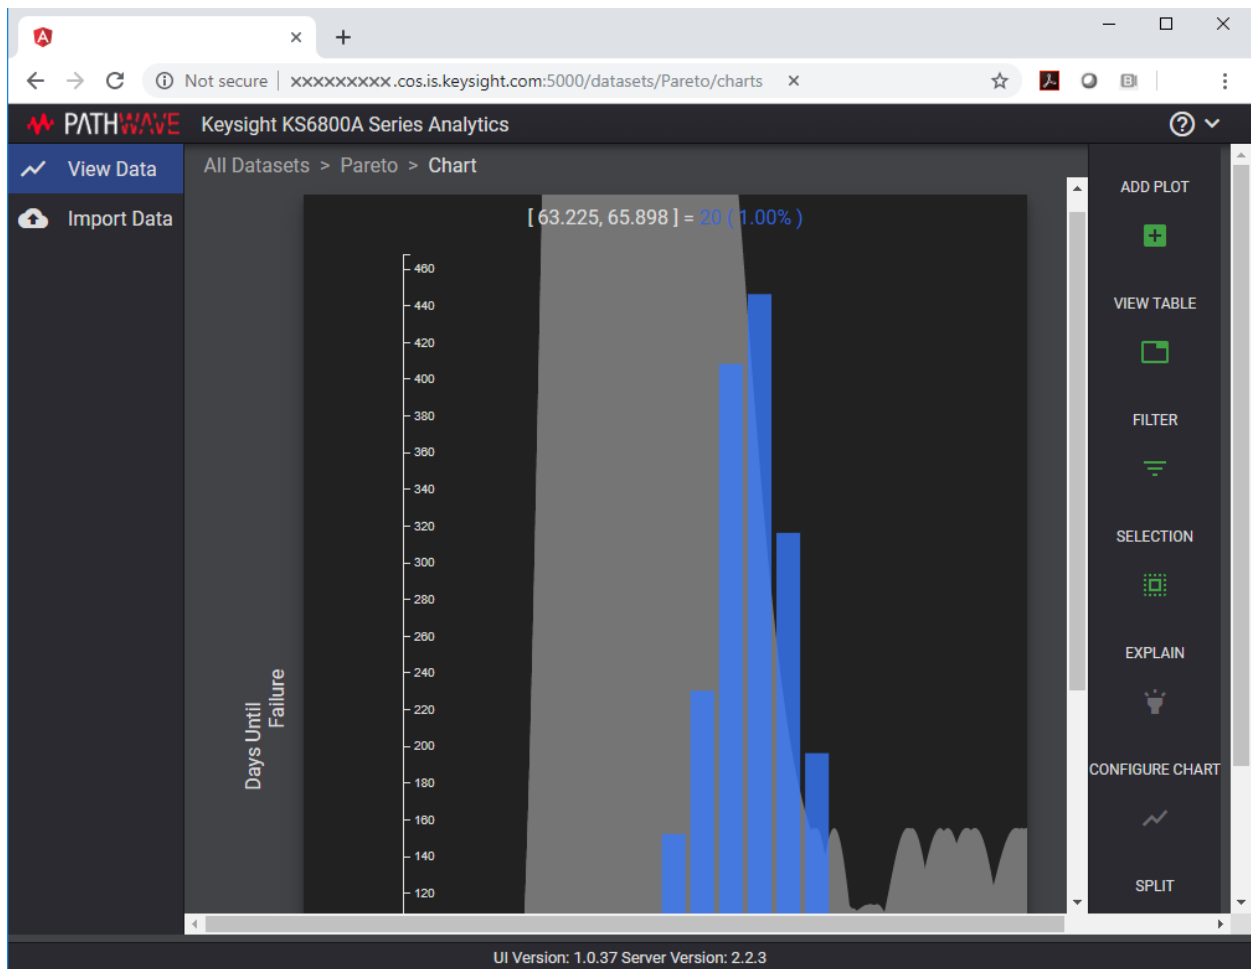 Not secure | xxxxxxxxx.cos.is.keysight.com:5000/datasets/Pareto/charts
PATHWAVE Keysight KS6800A Series Analytics
View Data
Import Data
All Datasets > Pareto > Chart
[ 63.225, 65.898 ] = 20 ( 1.00% )
460
440
420
400
380
360
340
320
300
280
260
240
220
200
180
160
140
120
Days Until
Failure
ADD PLOT
VIEW TABLE
FILTER
SELECTION
EXPLAIN
CONFIGURE CHART
SPLIT
UI Version: 1.0.37 Server Version: 2.2.3